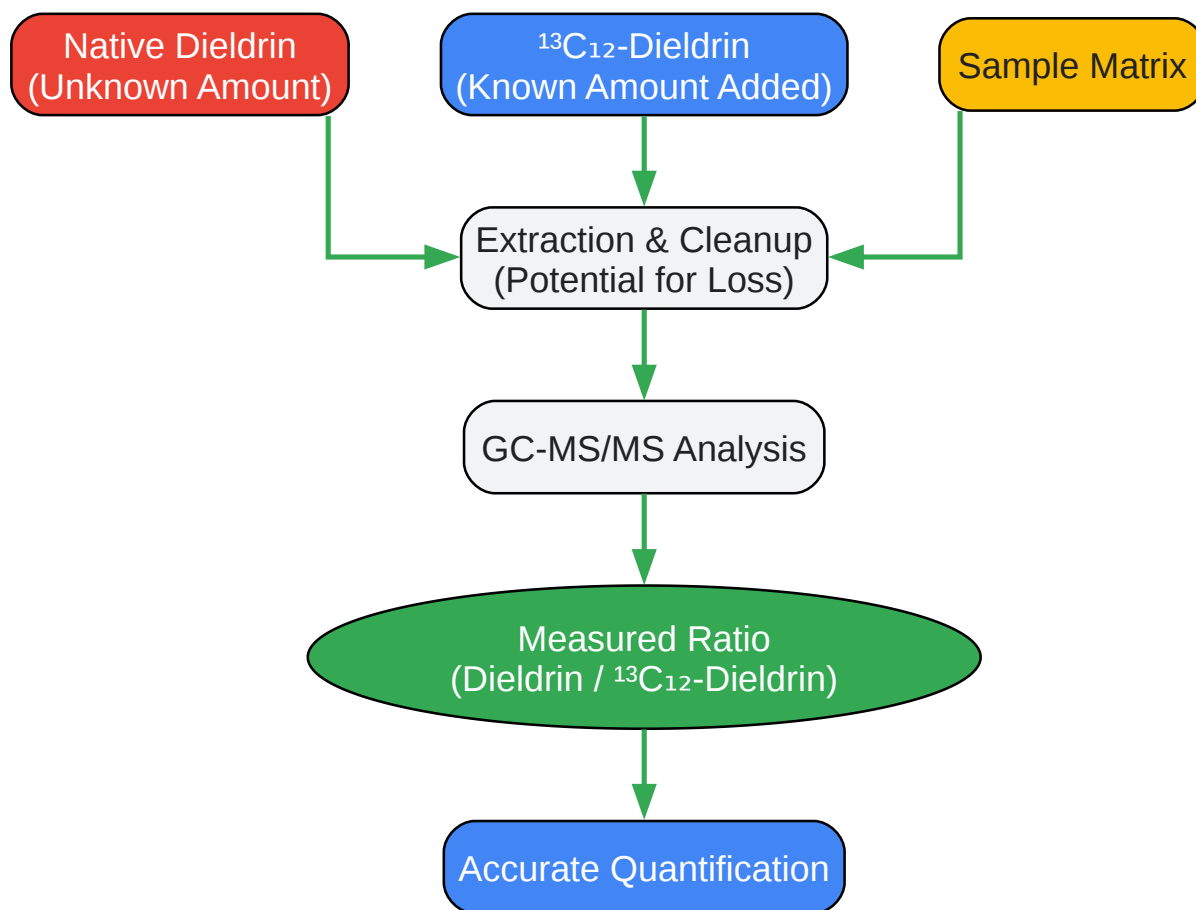 Native Dieldrin
(Unknown Amount)
¹³C₁₂-Dieldrin
(Known Amount Added)
Sample Matrix
Extraction & Cleanup
(Potential for Loss)
GC-MS/MS Analysis
Measured Ratio
(Dieldrin / ¹³C₁₂-Dieldrin)
Accurate Quantification